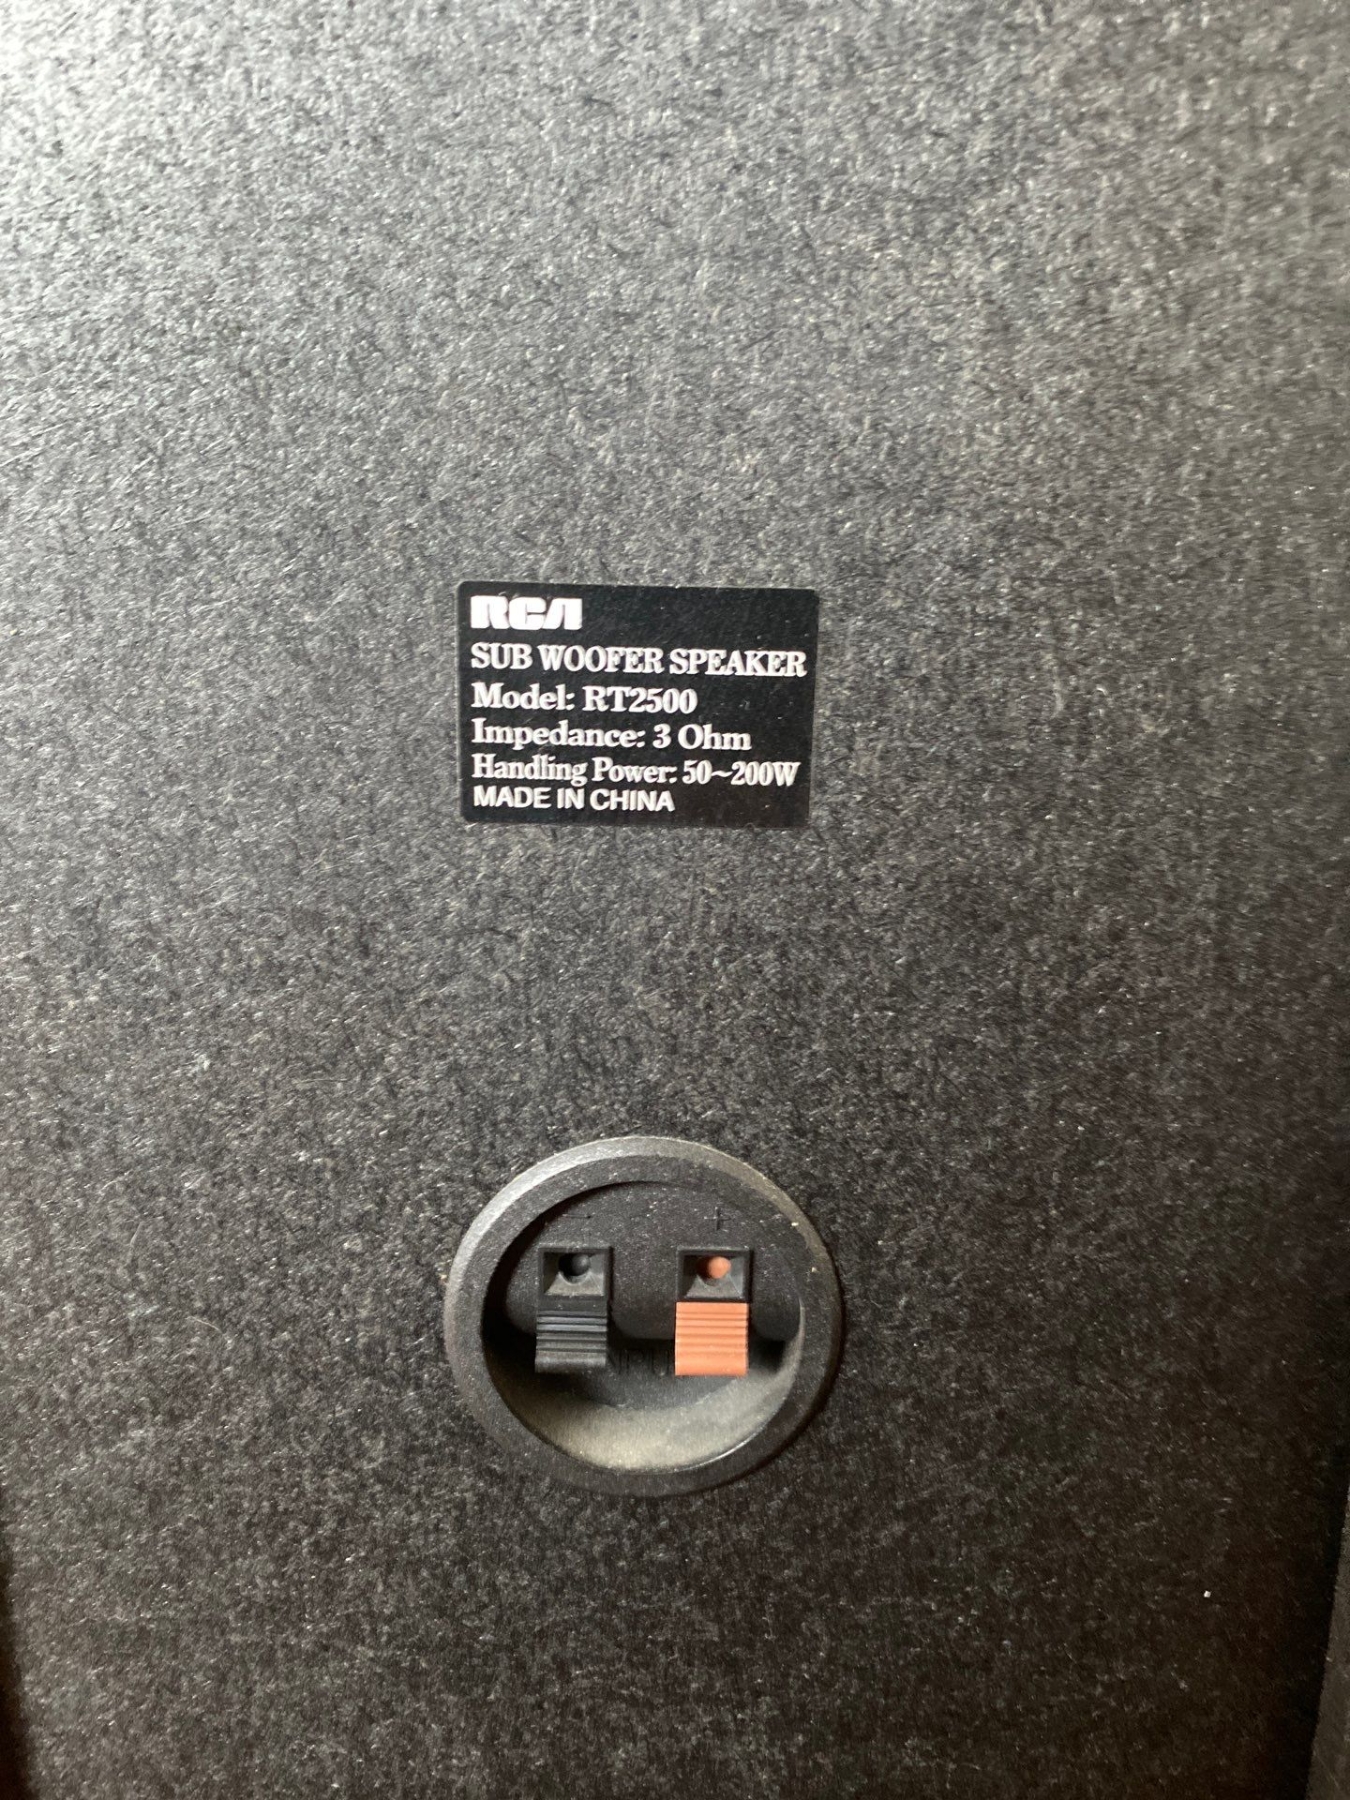 RCA
SUB WOOFER SPEAKER
Model: RT2500
Impedance: 3 Ohm
Handling Power: 50~200W
MADE IN CHINA
- +